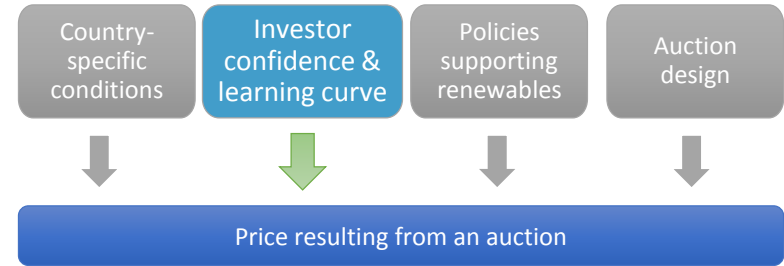 Country-
specific
conditions
Investor
confidence &
learning curve
Policies
supporting
renewables
Auction
design
Price resulting from an auction